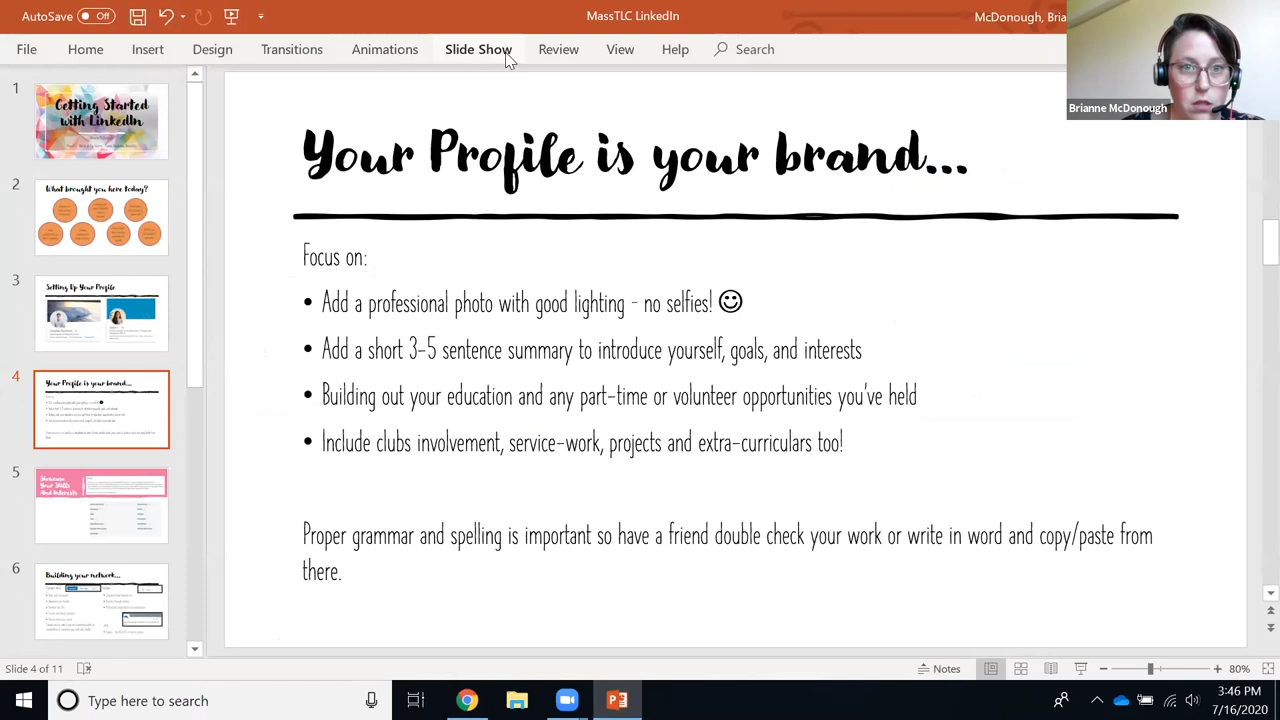 AutoSave Off
MassTLC LinkedIn
McDonough, Bria
File Home Insert Design Transitions Animations Slide Show Review View Help Search
Brianne McDonough
1
Getting Started
with LinkedIn
2
What brought you here today?
3
Setting Up Your Profile
4
Your Profile is your brand...
5
Showcase
Your Skills
And Interests
6
Building your network...
Your Profile is your brand...
Focus on:
• Add a professional photo with good lighting - no selfies! ☺
• Add a short 3-5 sentence summary to introduce yourself, goals, and interests
• Building out your education and any part-time or volunteer opportunities you've held
• Include clubs involvement, service-work, projects and extra-curriculars too!
Proper grammar and spelling is important so have a friend double check your work or write in word and copy/paste from
there.
Slide 4 of 11
Notes
80%
Type here to search
3:46 PM
7/16/2020